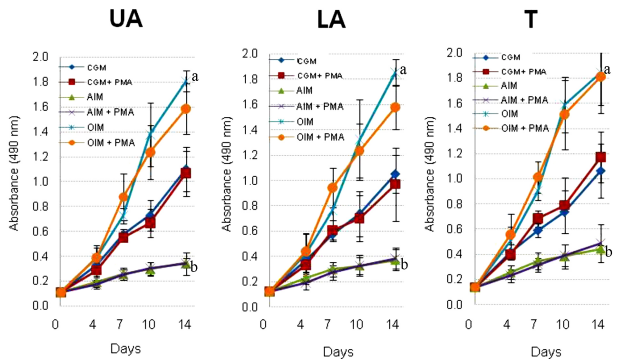 UA
LA
T
Absorbance (490 nm)
2.0
1.8
1.6
1.4
1.2
1.0
0.8
0.6
0.4
0.2
0.0
CGM
CGM+ PMA
AIM
AIM + PMA
OIM
OIM + PMA
a
b
0 4 7 10 14
Days
Absorbance (490 nm)
2.0
1.8
1.6
1.4
1.2
1.0
0.8
0.6
0.4
0.2
0.0
CGM
CGM+ PMA
AIM
AIM + PMA
OIM
OIM + PMA
a
b
0 4 7 10 14
Days
Absorbance (490 nm)
2.0
1.8
1.6
1.4
1.2
1.0
0.8
0.6
0.4
0.2
0.0
CGM
CGM+ PMA
AIM
AIM + PMA
OIM
OIM + PMA
a
b
0 4 7 10 14
Days